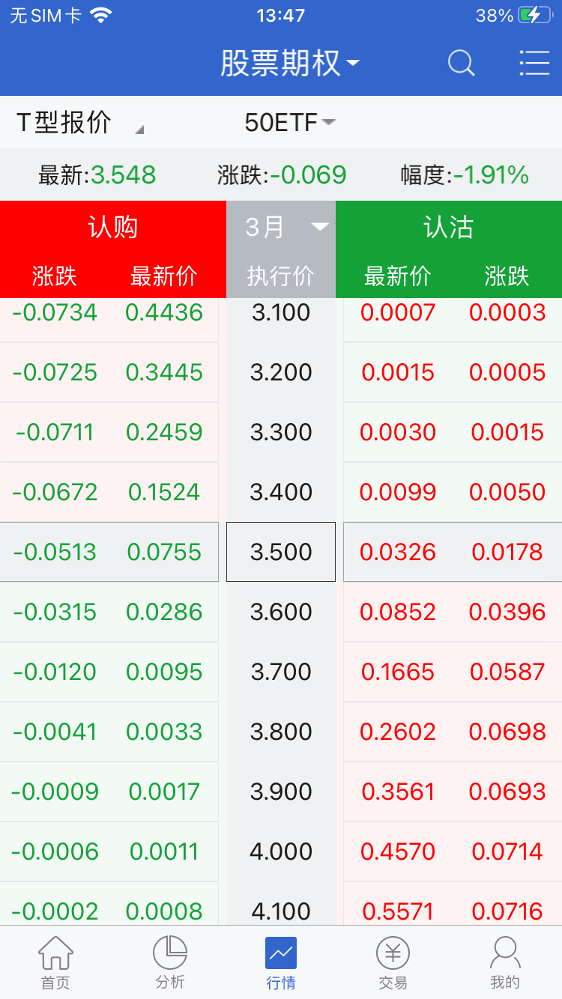 无SIM卡 13:47 38%
股票期权
T型报价 50ETF
最新:3.548 涨跌:-0.069 幅度:-1.91%
认购 3月 认沽
涨跌 最新价 执行价 最新价 涨跌
-0.0734 0.4436 3.100 0.0007 0.0003
-0.0725 0.3445 3.200 0.0015 0.0005
-0.0711 0.2459 3.300 0.0030 0.0015
-0.0672 0.1524 3.400 0.0099 0.0050
-0.0513 0.0755 3.500 0.0326 0.0178
-0.0315 0.0286 3.600 0.0852 0.0396
-0.0120 0.0095 3.700 0.1665 0.0587
-0.0041 0.0033 3.800 0.2602 0.0698
-0.0009 0.0017 3.900 0.3561 0.0693
-0.0006 0.0011 4.000 0.4570 0.0714
-0.0002 0.0008 4.100 0.5571 0.0716
首页 分析 行情 交易 我的